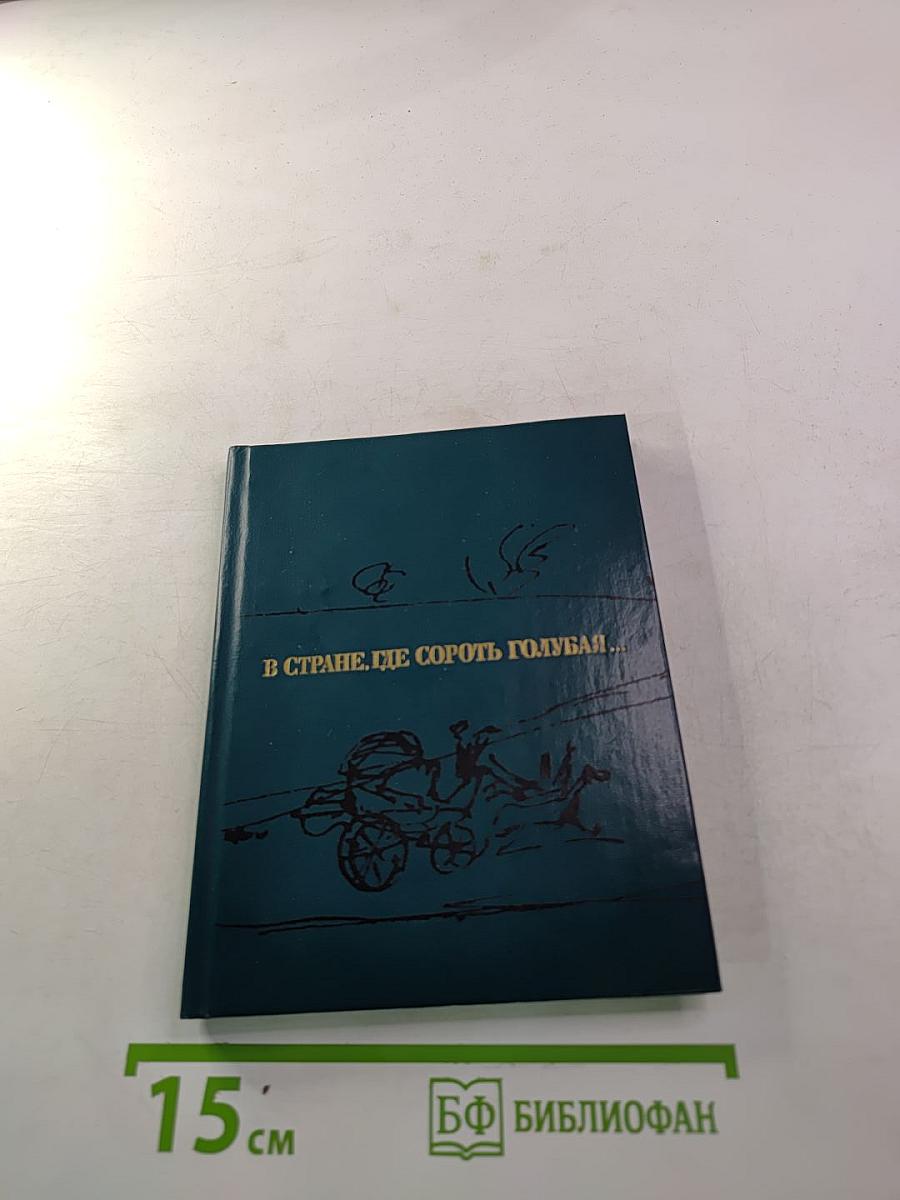 В СТРАНЕ, ГДЕ СОРОТЬ ГОЛУБАЯ...
15 см
БФ БИБЛИОФАН